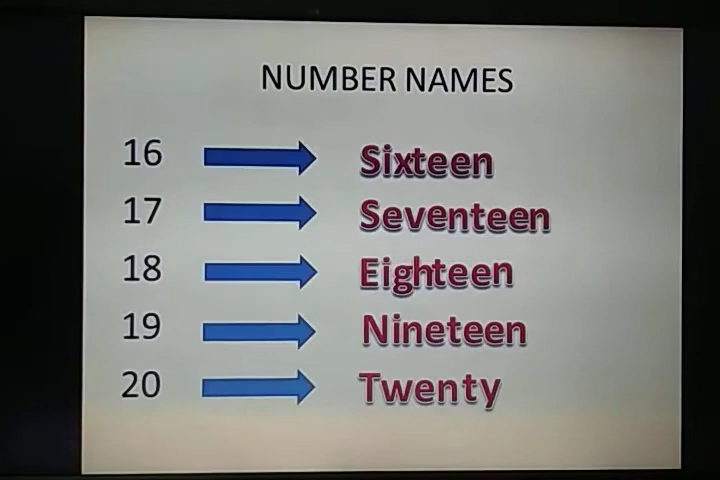 NUMBER NAMES
16 Sixteen
17 Seventeen
18 Eighteen
19 Nineteen
20 Twenty